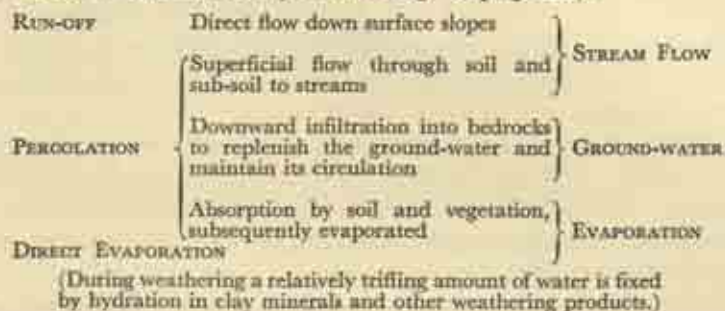 RUN-OFF Direct flow down surface slopes
Superficial flow through soil and
sub-soil to streams
STREAM FLOW
PERCOLATION Downward infiltration into bedrocks
to replenish the ground-water and
maintain its circulation
GROUND-WATER
Absorption by soil and vegetation,
subsequently evaporated
EVAPORATION
DIRECT EVAPORATION
(During weathering a relatively trifling amount of water is fixed
by hydration in clay minerals and other weathering products.)